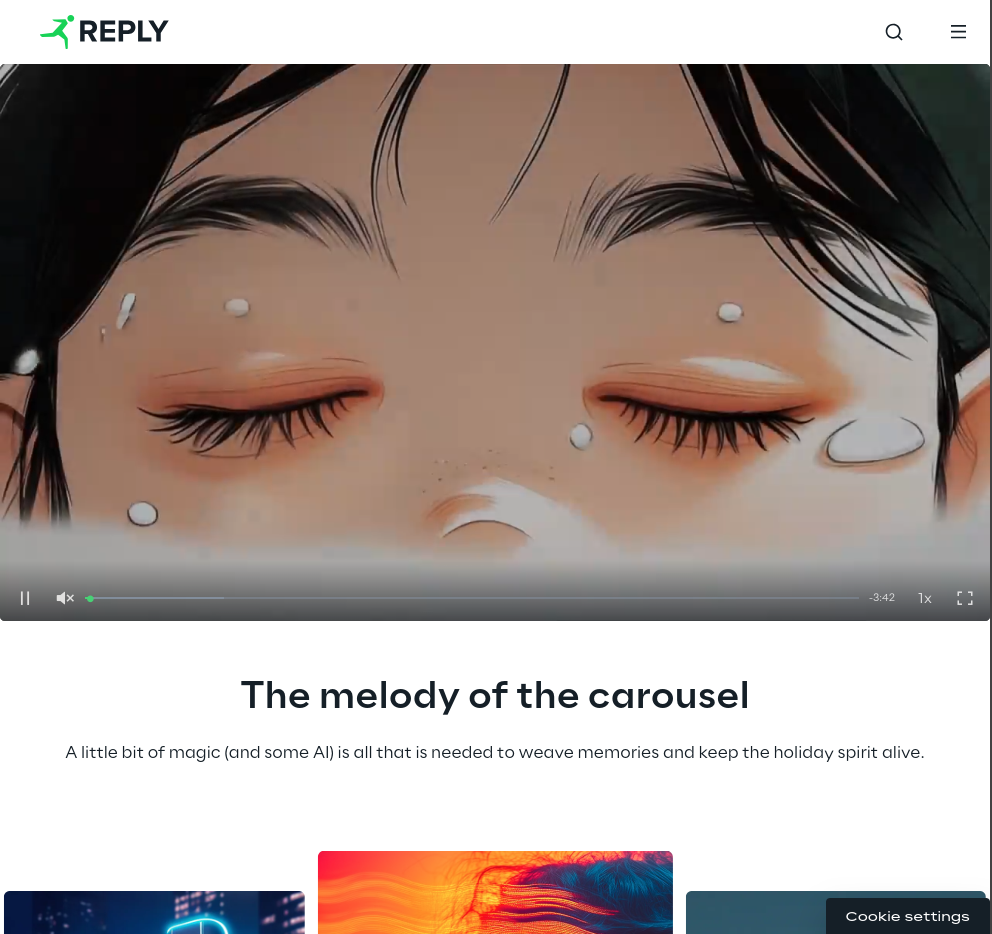 REPLY
-3:42
1x
The melody of the carousel
A little bit of magic (and some AI) is all that is needed to weave memories and keep the holiday spirit alive.
Cookie settings